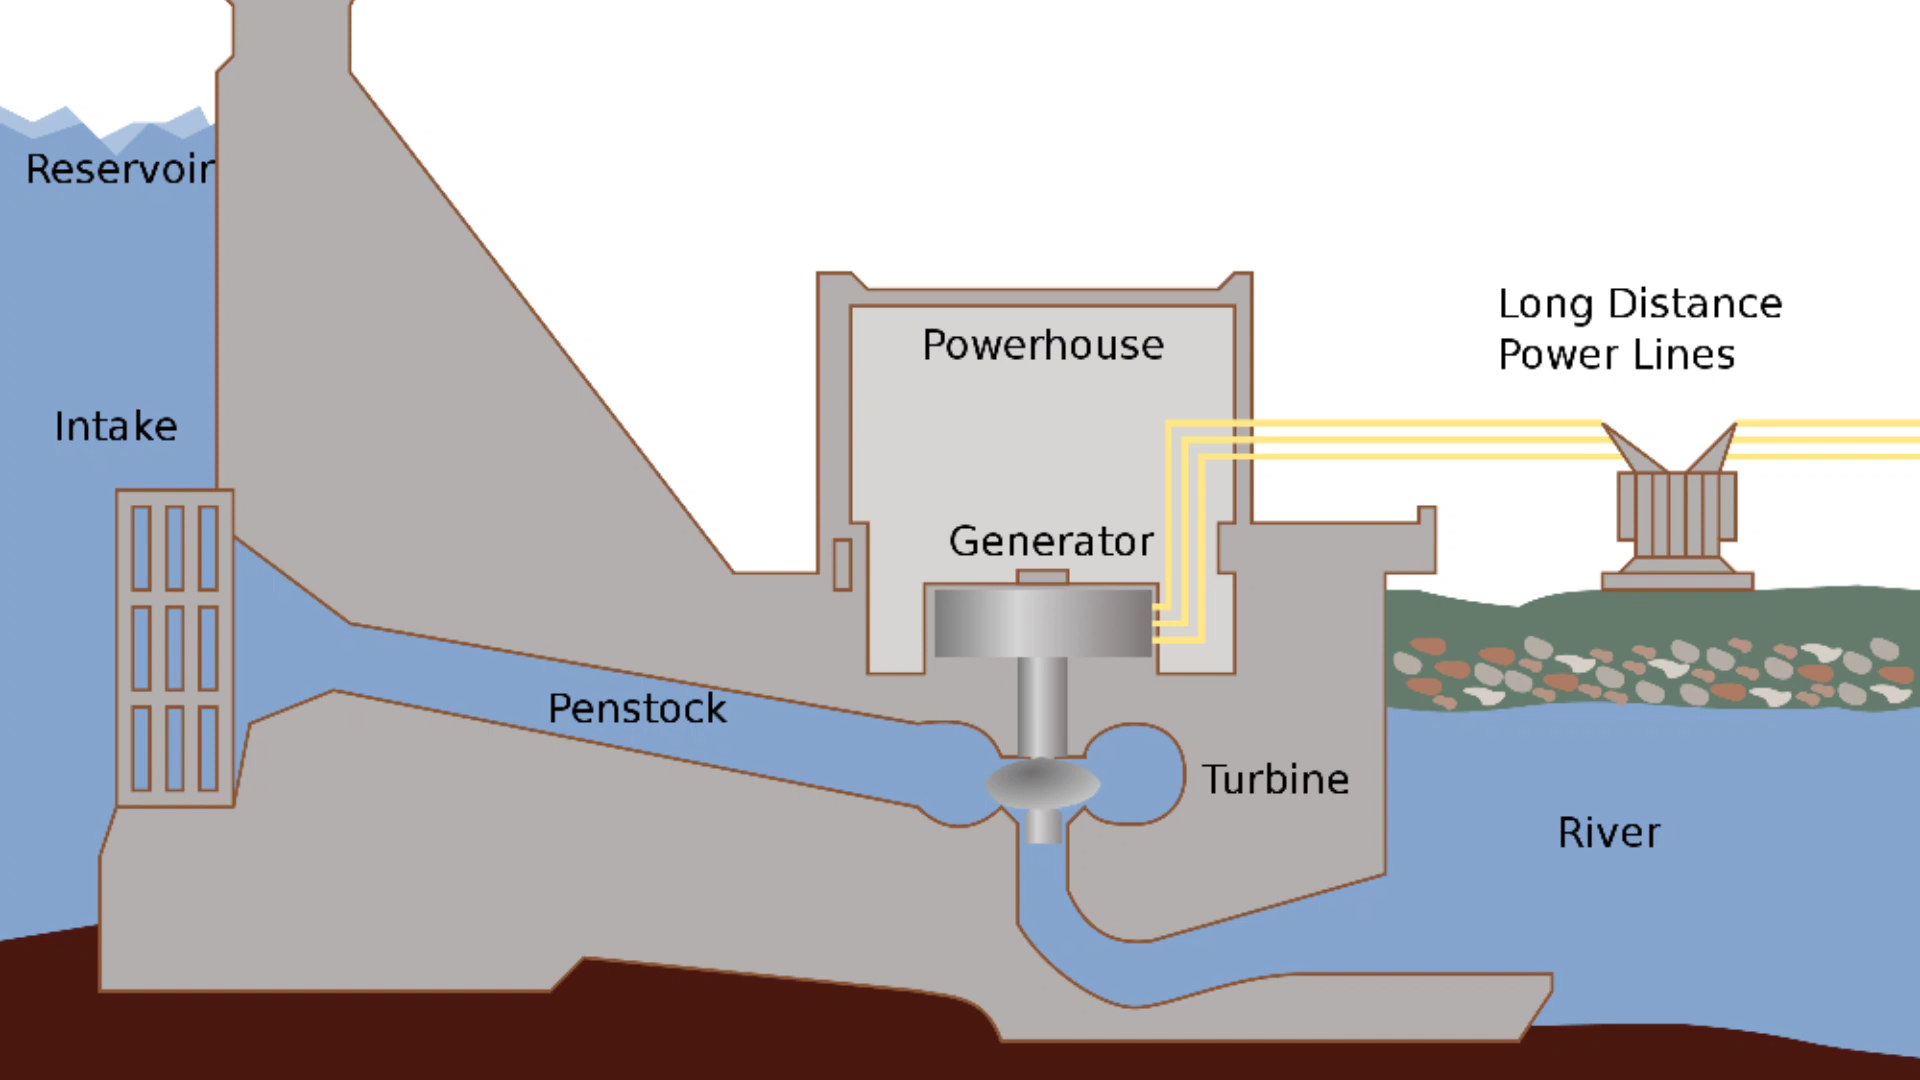 Reservoir
Intake
Penstock
Powerhouse
Generator
Turbine
Long Distance
Power Lines
River